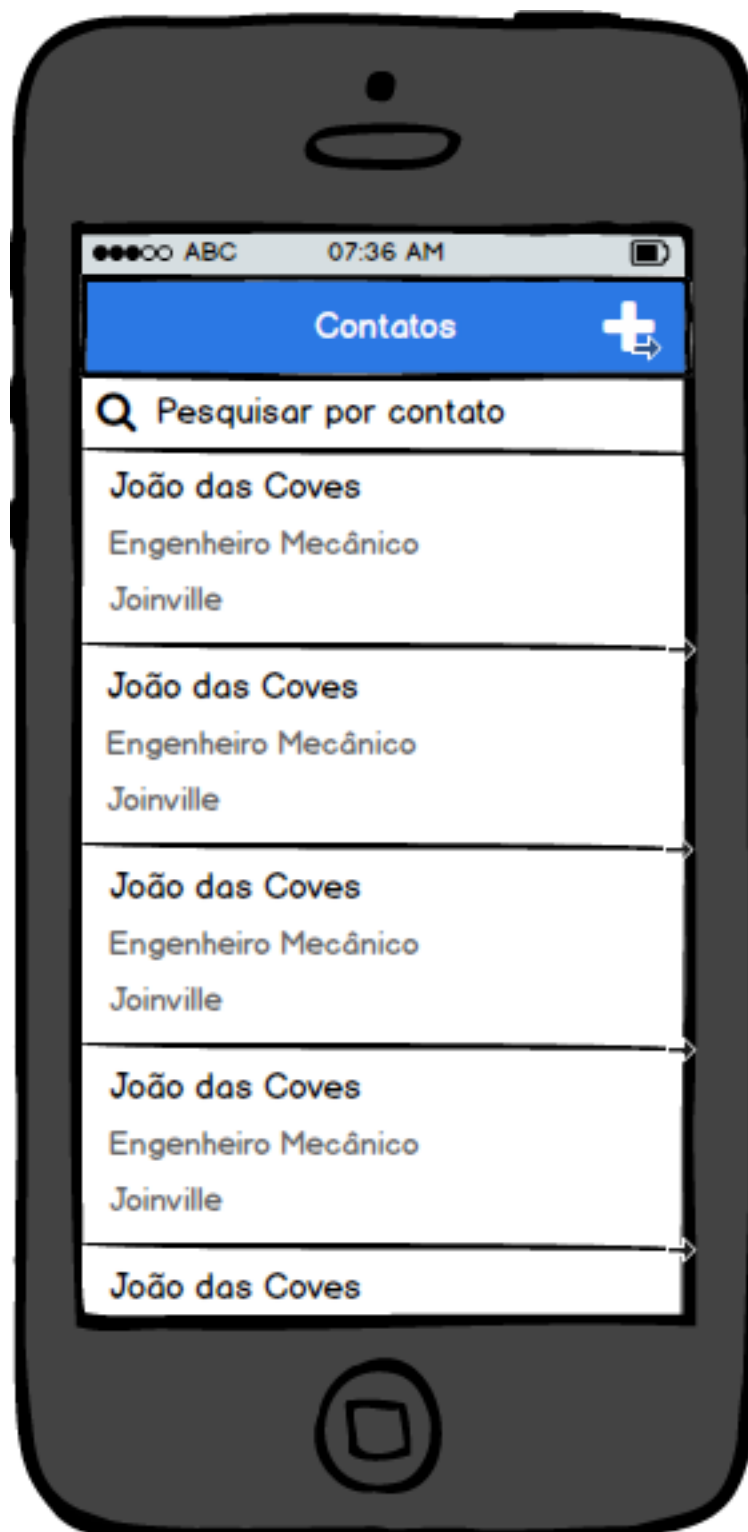 ABC 07:36 AM
Contatos
Pesquisar por contato
João das Coves
Engenheiro Mecânico
Joinville
João das Coves
Engenheiro Mecânico
Joinville
João das Coves
Engenheiro Mecânico
Joinville
João das Coves
Engenheiro Mecânico
Joinville
João das Coves